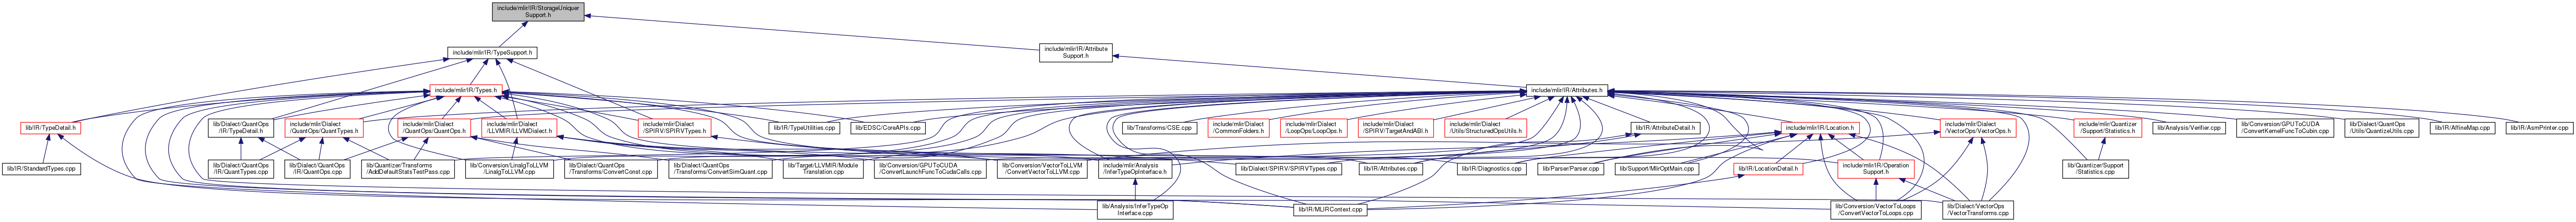 include/mlir/IR/StorageUniquer
Support.h
include/mlir/IR/TypeSupport.h
include/mlir/IR/Attribute
Support.h
include/mlir/IR/Types.h
include/mlir/IR/Attributes.h
lib/IR/TypeDetail.h
lib/Dialect/QuantOps
/IR/TypeDetail.h
include/mlir/Dialect
/QuantOps/QuantTypes.h
include/mlir/Dialect
/QuantOps/QuantOps.h
include/mlir/Dialect
/LLVMIR/LLVMDialect.h
include/mlir/Dialect
/SPIRV/SPIRVTypes.h
lib/IR/TypeUtilities.cpp
lib/EDSC/CoreAPIs.cpp
lib/Transforms/CSE.cpp
include/mlir/Dialect
/CommonFolders.h
include/mlir/Dialect
/LoopOps/LoopOps.h
include/mlir/Dialect
/SPIRV/TargetAndABI.h
include/mlir/Dialect
/Utils/StructuredOpsUtils.h
lib/IR/AttributeDetail.h
include/mlir/IR/Location.h
include/mlir/Dialect
/VectorOps/VectorOps.h
include/mlir/Quantizer
/Support/Statistics.h
lib/Analysis/Verifier.cpp
lib/Conversion/GPUToCUDA
/ConvertKernelFuncToCubin.cpp
lib/Dialect/QuantOps
/Utils/QuantizeUtils.cpp
lib/IR/AffineMap.cpp
lib/IR/AsmPrinter.cpp
lib/IR/StandardTypes.cpp
lib/Dialect/QuantOps
/IR/QuantTypes.cpp
lib/Dialect/QuantOps
/IR/QuantOps.cpp
lib/Quantizer/Transforms
/AddDefaultStatsTestPass.cpp
lib/Conversion/LinalgToLLVM
/LinalgToLLVM.cpp
lib/Dialect/QuantOps
/Transforms/ConvertConst.cpp
lib/Dialect/QuantOps
/Transforms/ConvertSimQuant.cpp
lib/Target/LLVMIR/Module
Translation.cpp
lib/Conversion/GPUToCUDA
/ConvertLaunchFuncToCudaCalls.cpp
lib/Conversion/VectorToLLVM
/ConvertVectorToLLVM.cpp
include/mlir/Analysis
/InferTypeOpInterface.h
lib/Dialect/SPIRV/SPIRVTypes.cpp
lib/IR/Attributes.cpp
lib/IR/Diagnostics.cpp
lib/Parser/Parser.cpp
lib/Support/MlirOptMain.cpp
lib/IR/LocationDetail.h
include/mlir/IR/Operation
Support.h
lib/Quantizer/Support
/Statistics.cpp
lib/Analysis/InferTypeOp
Interface.cpp
lib/IR/MLIRContext.cpp
lib/Conversion/VectorToLoops
/ConvertVectorToLoops.cpp
lib/Dialect/VectorOps
/VectorTransforms.cpp